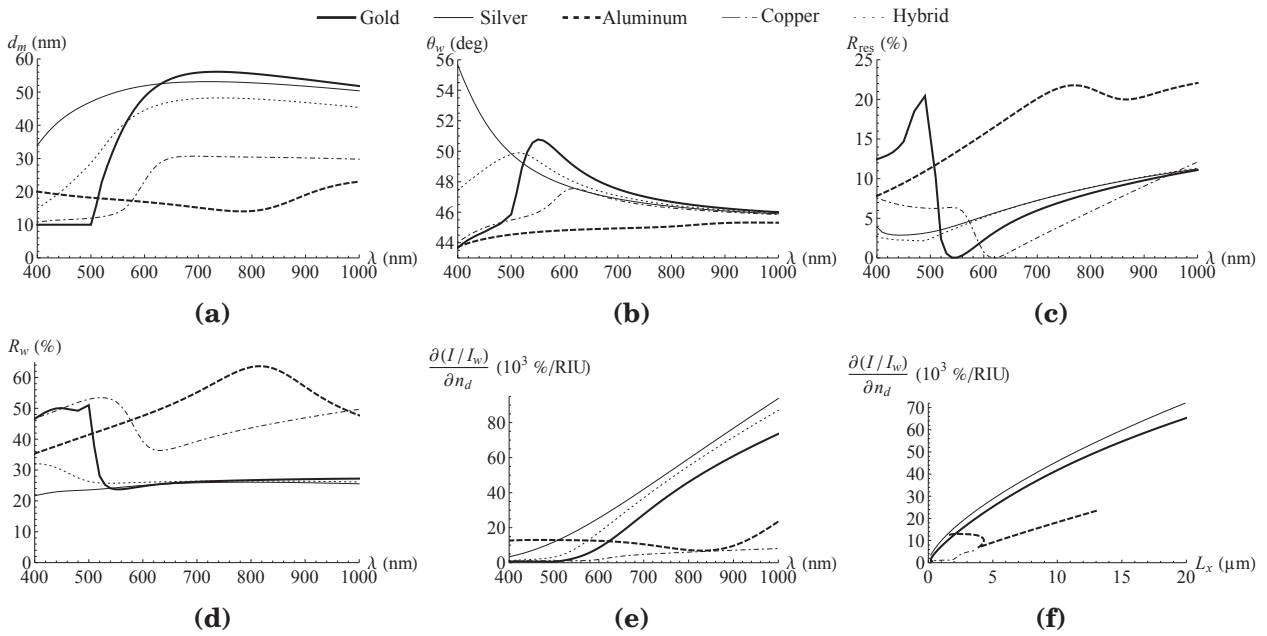 Gold Silver Aluminum Copper Hybrid
d_m (nm)
60
50
40
30
20
10
0
400 500 600 700 800 900 1000 λ (nm)
(a)
θ_w (deg)
56
54
52
50
48
46
44
400 500 600 700 800 900 1000 λ (nm)
(b)
R_res (%)
25
20
15
10
5
0
400 500 600 700 800 900 1000 λ (nm)
(c)
R_w (%)
60
50
40
30
20
10
0
400 500 600 700 800 900 1000 λ (nm)
(d)
∂(I/I_w)
∂n_d
(10³ %/RIU)
80
60
40
20
0
400 500 600 700 800 900 1000 λ (nm)
(e)
∂(I/I_w)
∂n_d
(10³ %/RIU)
70
60
50
40
30
20
10
0
0 5 10 15 20 L_x (μm)
(f)